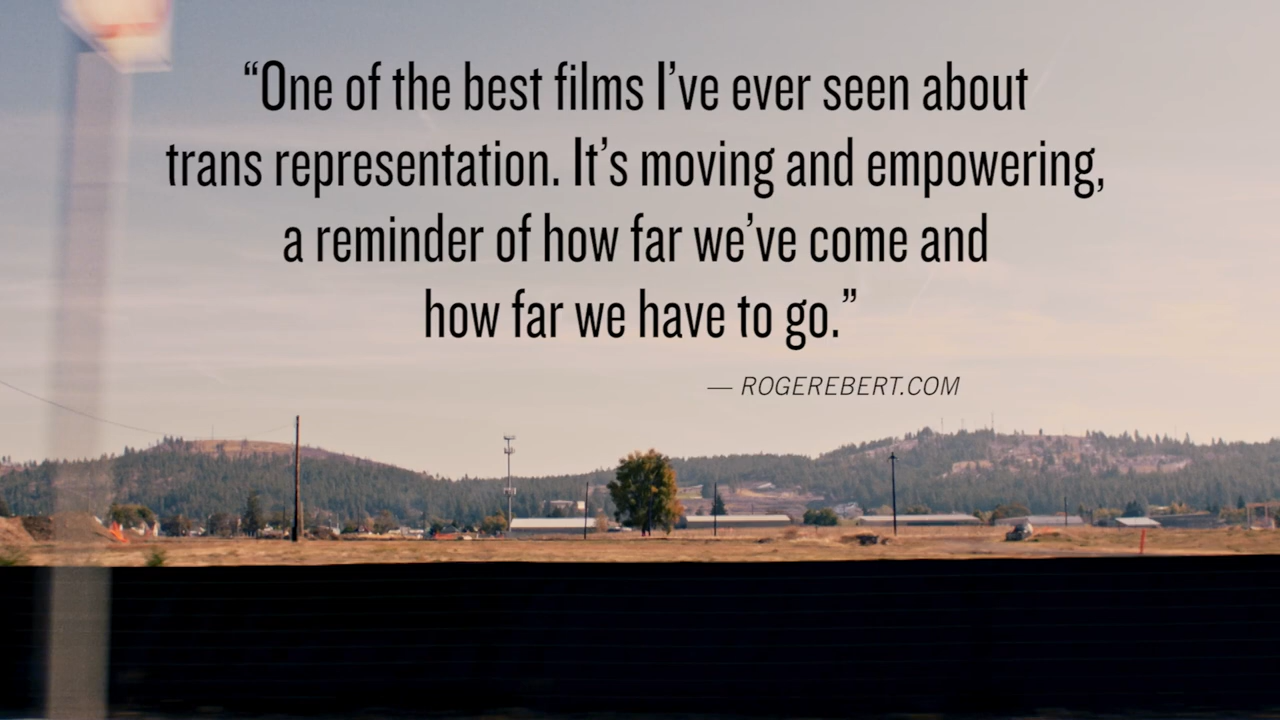 “One of the best films I’ve ever seen about
trans representation. It’s moving and empowering,
a reminder of how far we’ve come and
how far we have to go.”
— ROGEREBERT.COM